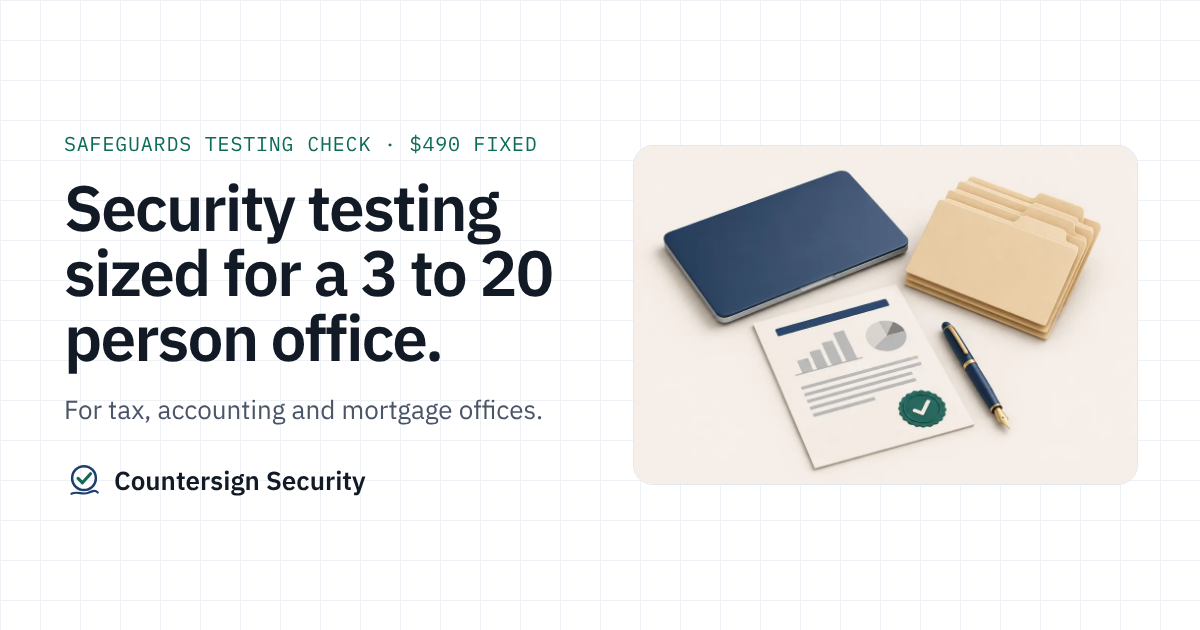 SAFEGUARDS TESTING CHECK · $490 FIXED
Security testing
sized for a 3 to 20
person office.
For tax, accounting and mortgage offices.
Countersign Security